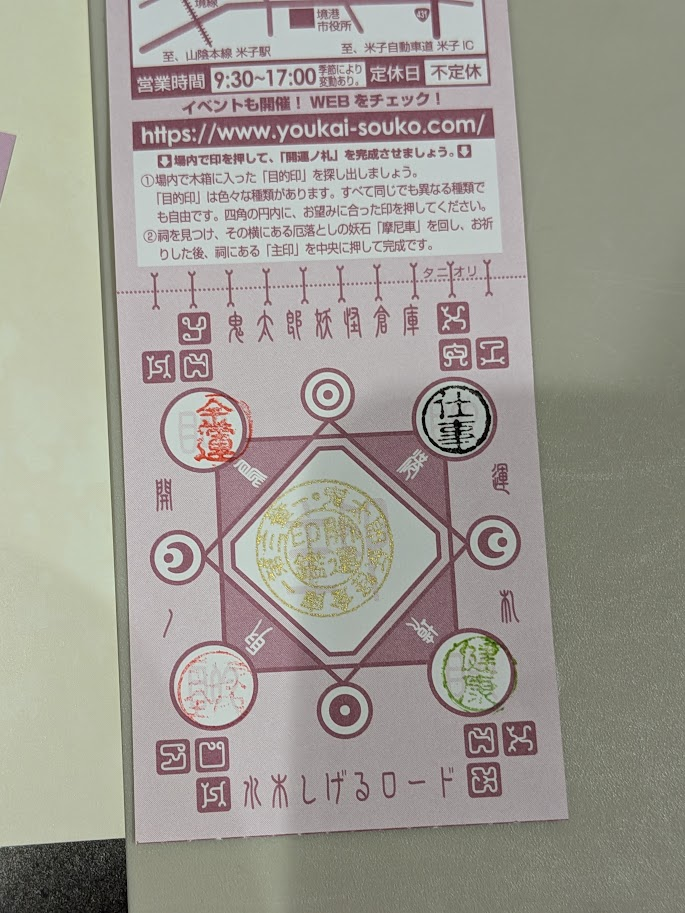 境線
境港
市役所
431
至、山陰本線 米子駅
至、米子自動車道 米子IC
営業時間 9:30~17:00 季節により変動あり。 定休日 不定休
イベントも開催！ WEBをチェック！
https://www.youkai-souko.com/
場内で印を押して、「開運ノ札」を完成させましょう。
①場内で木箱に入った「目的印」を探し出しましょう。
「目的印」は色々な種類があります。すべて同じでも異なる種類で
も自由です。四角の円内に、お望みに合った印を押してください。
②祠を見つけ、その横にある厄落としの妖石「摩尼車」を回し、お祈
りした後、祠にある「主印」を中央に押して完成です。
タニオリ
鬼太郎妖怪倉庫
金運
仕事
開運
ノ札
開運
印鑑
健康
水木しげるロード